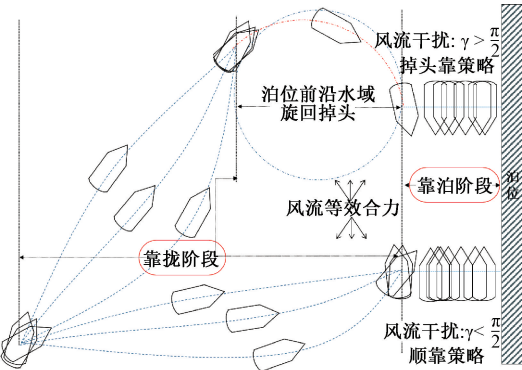 风流干扰: γ > π/2
掉头靠策略
泊位前沿水域
旋回掉头
靠泊阶段
泊位
风流等效合力
靠拢阶段
风流干扰:γ< π/2
顺靠策略